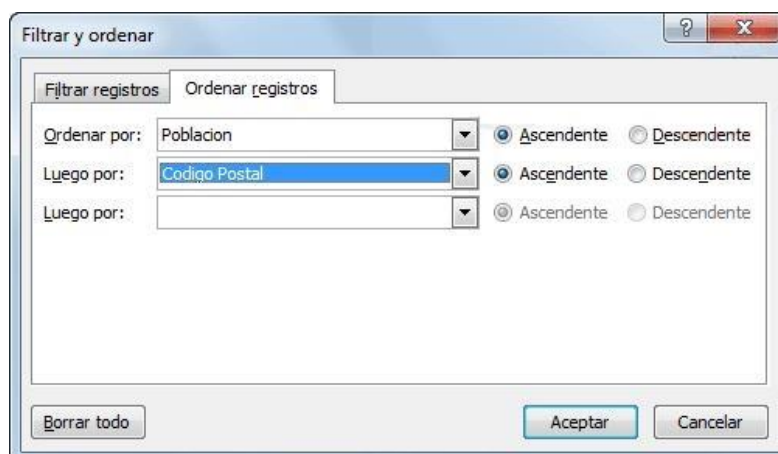 Filtrar y ordenar
Filtrar registros Ordenar registros
Ordenar por: Poblacion Ascendente Descendente
Luego por: Codigo Postal Ascendente Descendente
Luego por: Ascendente Descendente
Borrar todo Aceptar Cancelar